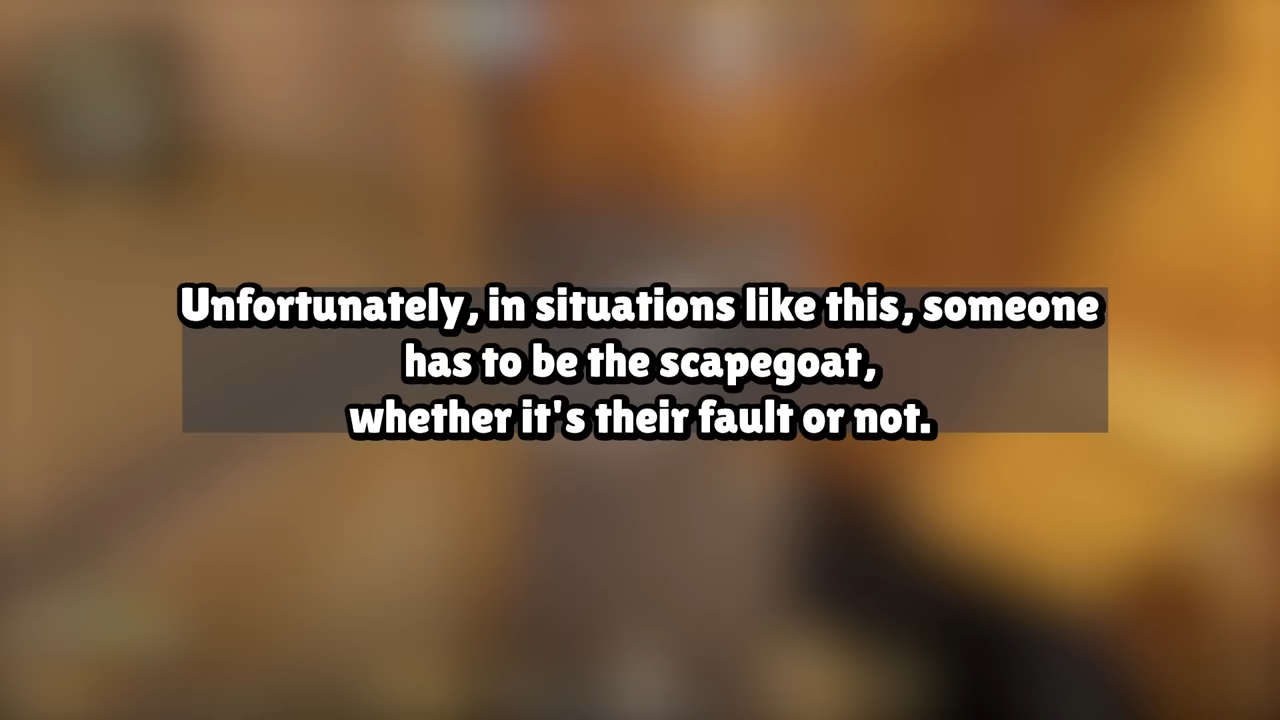 Unfortunately, in situations like this, someone
has to be the scapegoat,
whether it's their fault or not.